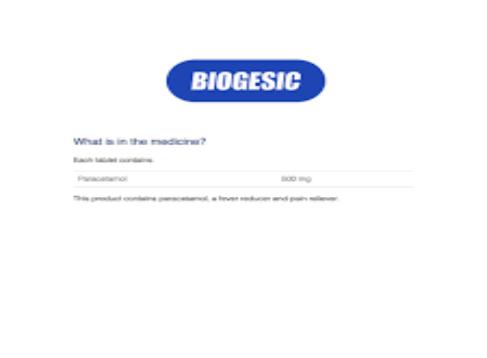 BIOGESIC
What is in the medicine?
Each tablet contains:
Paracetamol 500 mg
This product contains paracetamol, a fever reducer and pain reliever.